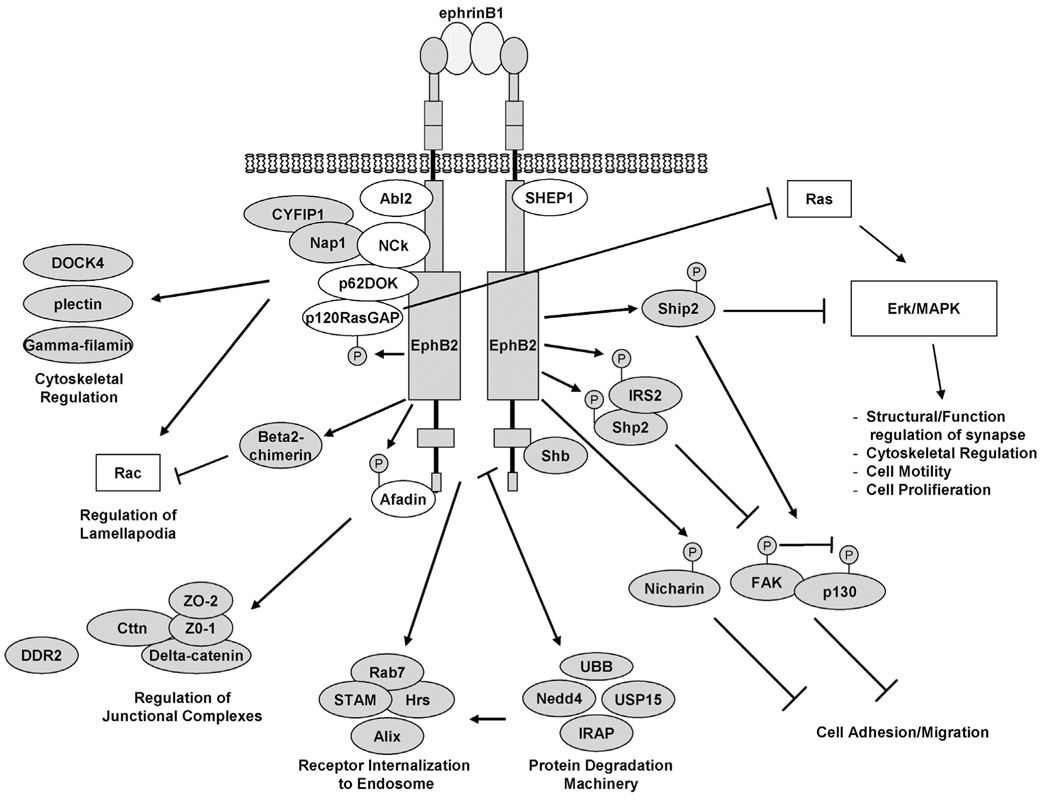 ephrinB1
Abl2
SHEP1
CYFIP1
Nap1
NCk
Ras
DOCK4
plectin
Gamma-filamin
Cytoskeletal
Regulation
p62DOK
p120RasGAP
P
EphB2
EphB2
P
Ship2
Erk/MAPK
P
IRS2
P
Shp2
- Structural/Function
regulation of synapse
- Cytoskeletal Regulation
- Cell Motility
- Cell Prolifieration
Beta2-
chimerin
Rac
Regulation of
Lamellapodia
P
Afadin
Shb
P
Nicharin
P
FAK
P
p130
ZO-2
Cttn
Z0-1
DDR2
Delta-catenin
Regulation of
Junctional Complexes
Rab7
STAM
Hrs
Alix
Receptor Internalization
to Endosome
UBB
Nedd4
USP15
IRAP
Protein Degradation
Machinery
Cell Adhesion/Migration